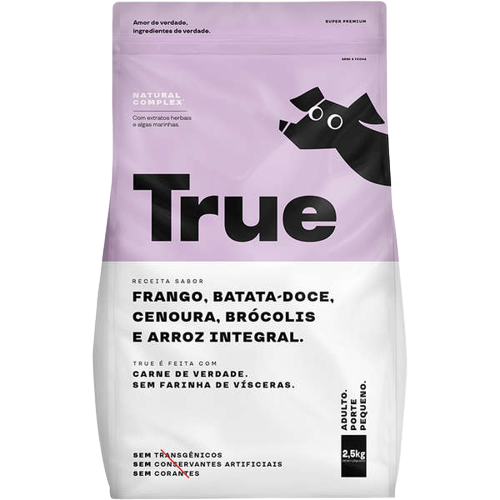 Amor de verdade,
ingredientes de verdade.
SUPER PREMIUM
NATURAL
COMPLEX
Com extratos herbais
e algas marinhas.
True
RECEITA SABOR
FRANGO, BATATA-DOCE,
CENOURA, BRÓCOLIS
E ARROZ INTEGRAL.
TRUE É FEITA COM
CARNE DE VERDADE.
SEM FARINHA DE VÍSCERAS.
ADULTO.
PORTE
PEQUENO.
2,5kg
SEM TRANSGÊNICOS
SEM CONSERVANTES ARTIFICIAIS
SEM CORANTES